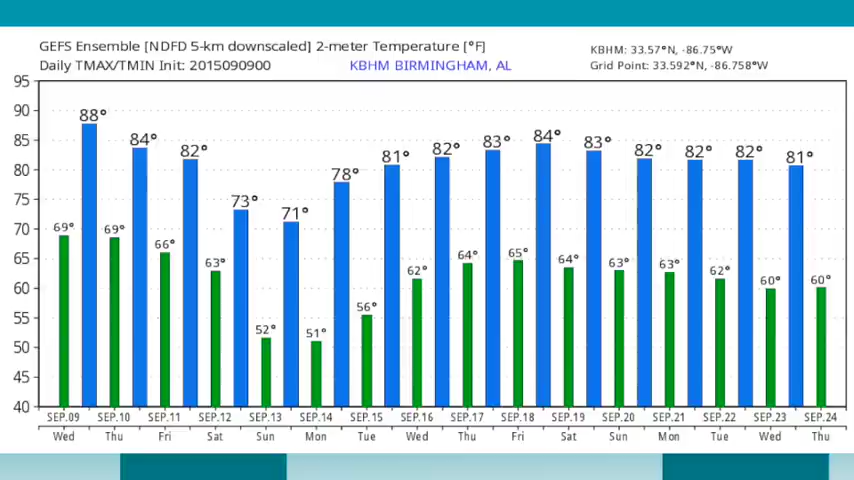 GEFS Ensemble [NDFD 5-km downscaled] 2-meter Temperature [°F]
Daily TMAX/TMIN Init: 2015090900 KBHM BIRMINGHAM, AL
KBHM: 33.57°N, -86.75°W
Grid Point: 33.592°N, -86.758°W
95
90
85
80
75
70
65
60
55
50
45
40
88° 84° 82° 73° 71° 78° 81° 82° 83° 84° 83° 82° 82° 82° 81°
69° 69° 66° 63° 52° 51° 56° 62° 64° 65° 64° 63° 63° 62° 60° 60°
SEP.09 SEP.10 SEP.11 SEP.12 SEP.13 SEP.14 SEP.15 SEP.16 SEP.17 SEP.18 SEP.19 SEP.20 SEP.21 SEP.22 SEP.23 SEP.24
Wed Thu Fri Sat Sun Mon Tue Wed Thu Fri Sat Sun Mon Tue Wed Thu